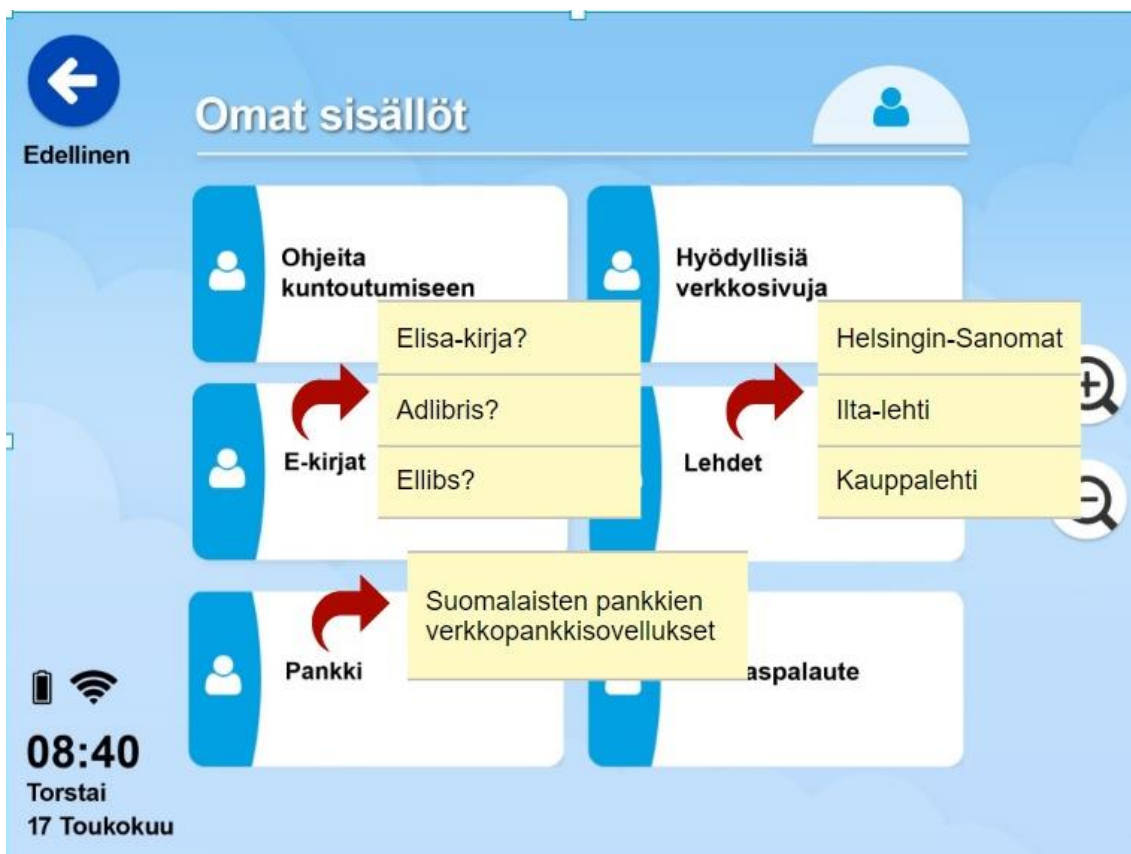 Edellinen
Omat sisällöt
Ohjeita
kuntoutumiseen
Hyödyllisiä
verkkosivuja
Elisa-kirja?
Adlibris?
Ellibs?
E-kirjat
Helsingin-Sanomat
Ilta-lehti
Kauppalehti
Lehdet
Suomalaisten pankkien
verkkopankkisovellukset
Pankki
aspalaute
08:40
Torstai
17 Toukokuu